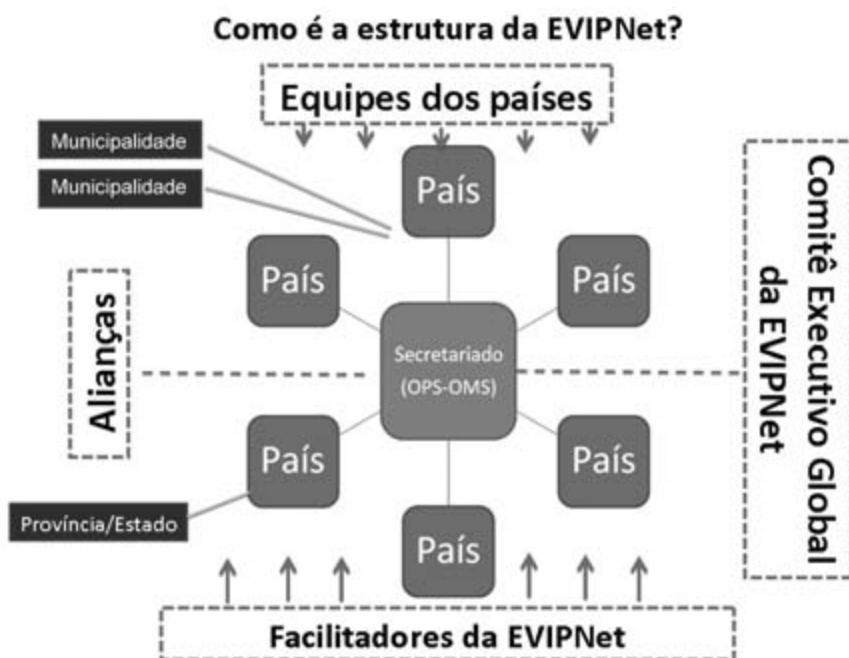 Como é a estrutura da EVIPNet?
Equipes dos países
Municipalidade
Municipalidade
País
País
País
Alianças
Secretariado
(OPS-OMS)
Comitê Executivo Global
da EVIPNet
País
País
Província/Estado
País
Facilitadores da EVIPNet